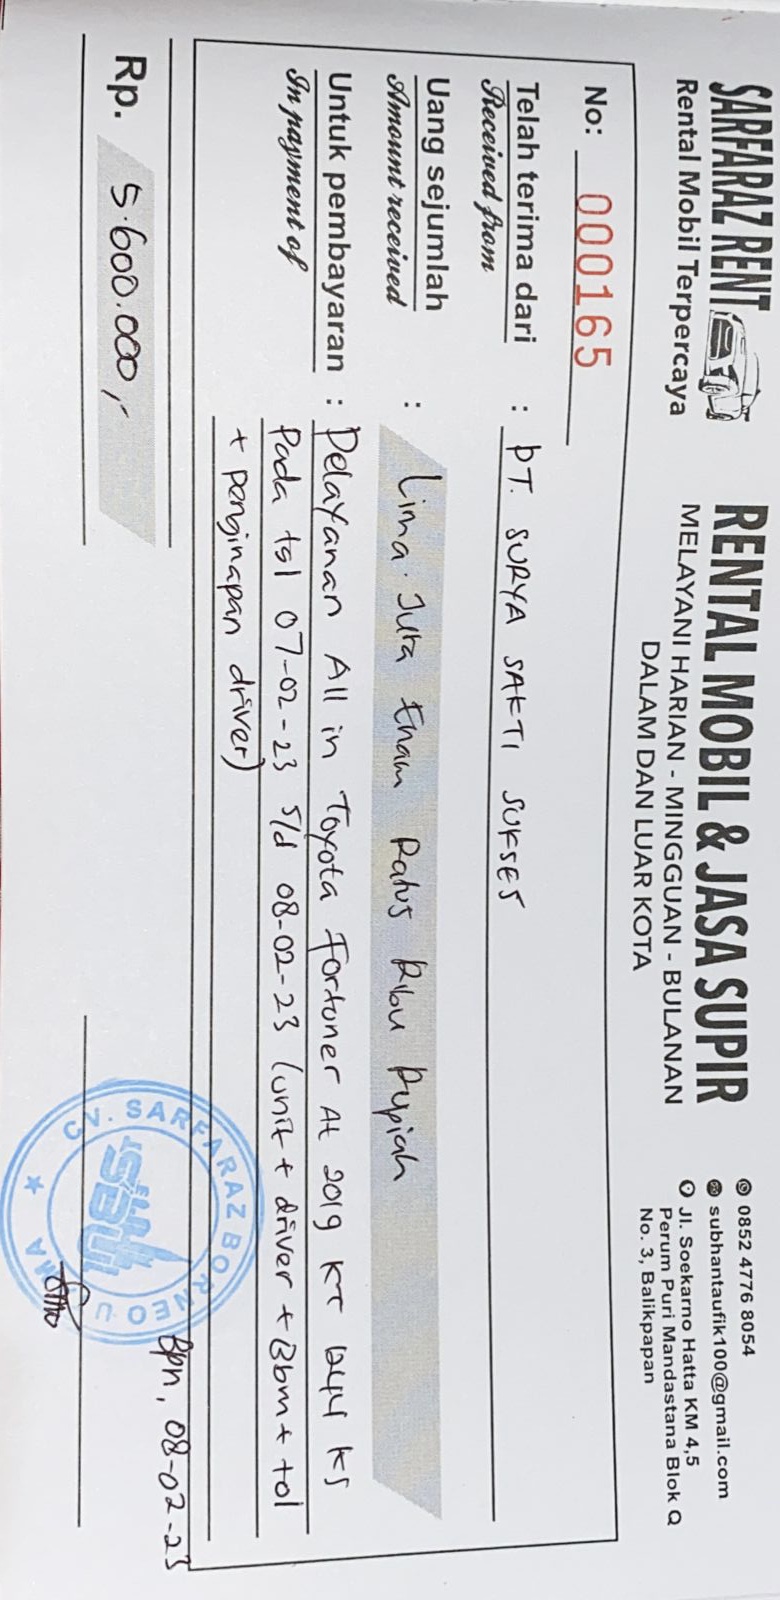 SARFARAZ RENT
Rental Mobil Terpercaya
RENTAL MOBIL & JASA SUPIR
MELAYANI HARIAN - MINGGUAN - BULANAN
DALAM DAN LUAR KOTA
0852 4776 8054
subhantaufik100@gmail.com
Jl. Soekarno Hatta KM 4,5
Perum Puri Mandastana Blok Q
No. 3, Balikpapan
No: 000165
Telah terima dari : PT. SURYA SAKTI SUKSES
Received from
Uang sejumlah : Lima Juta Enam Ratus Ribu Rupiah
Amount received
Untuk pembayaran : Pelayanan All in Toyota Fortuner At 2019 KT 1244 KS
In payment of
Pada tgl 07-02-23 s/d 08-02-23 (unit + driver + Bbm + tol
+ penginapan driver)
Bpn, 08-02-23
Rp. 5.600.000,-
CV. SARFARAZ BORNEO UTAMA